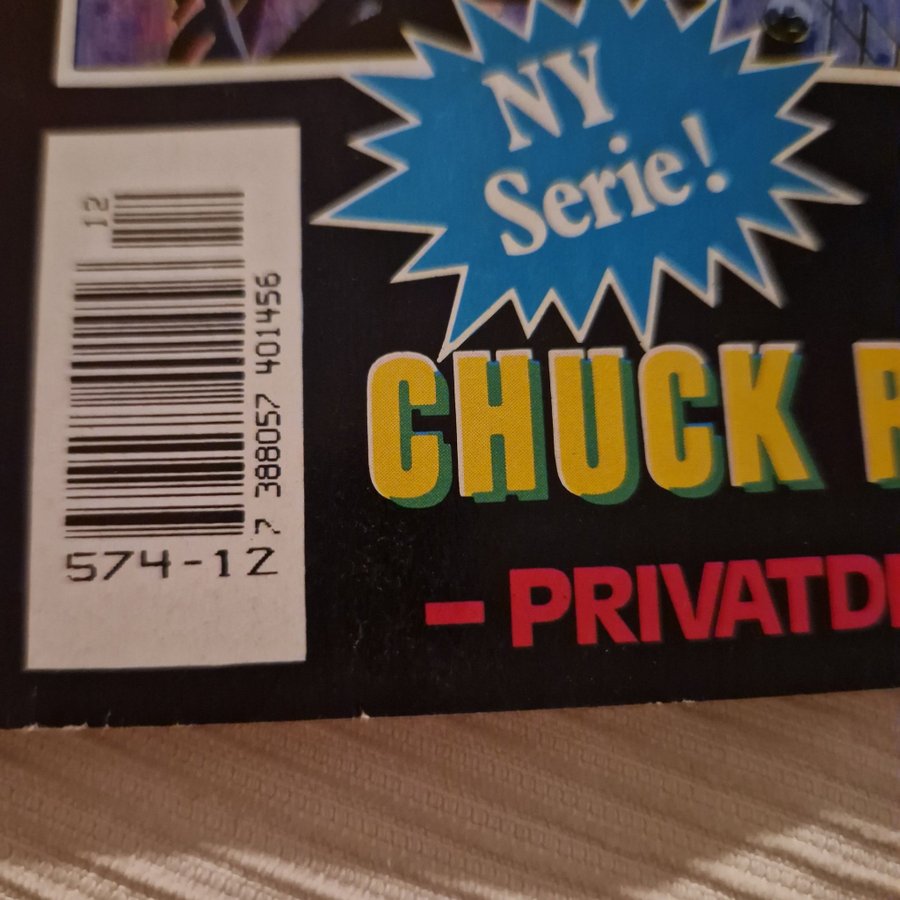 NY
Serie!
12
7 388057 401456
574-12
CHUCK
- PRIVATD